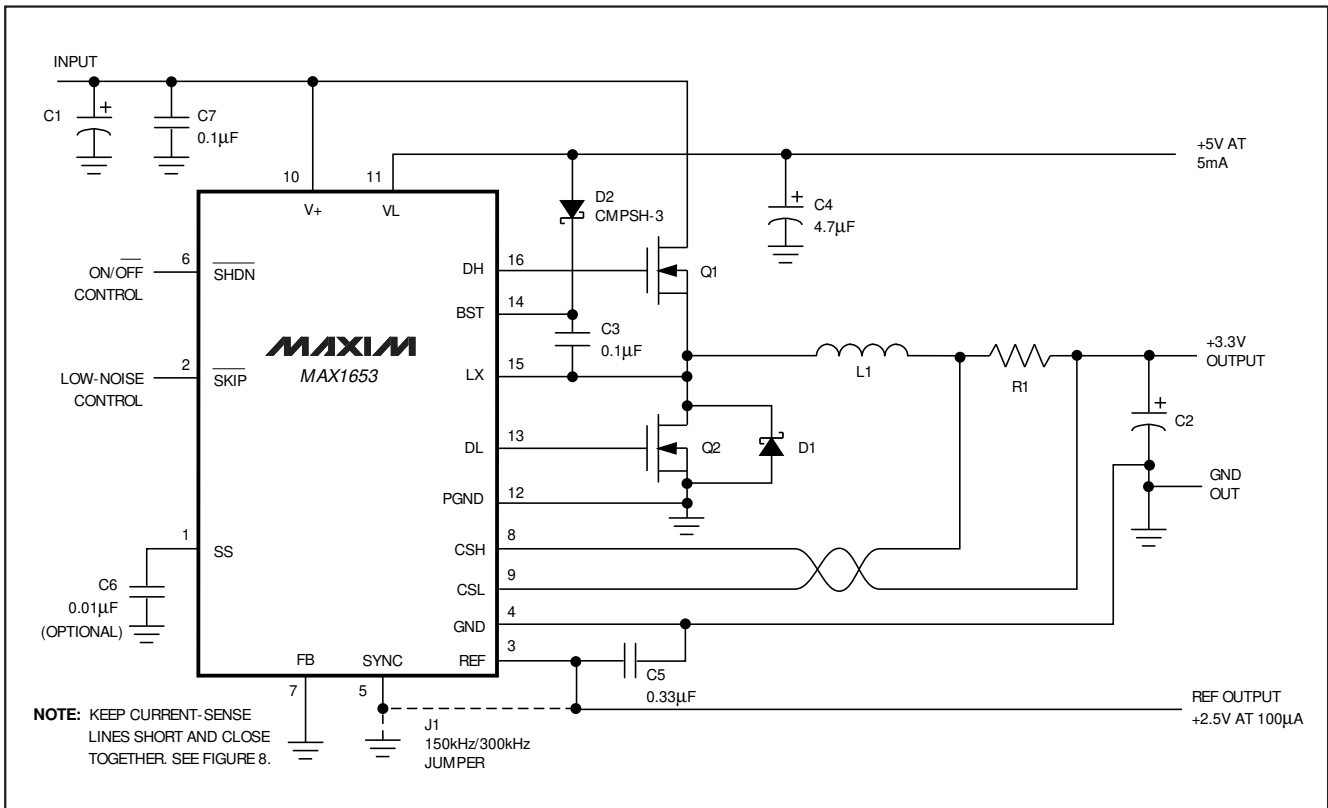 INPUT
C1
+
C7
0.1µF
+5V AT
5mA
10
11
V+
VL
D2
CMPSH-3
+
C4
4.7µF
ON/OFF
CONTROL
6
SHDN
DH
16
Q1
BST
14
C3
0.1µF
MAXIM
MAX1653
LOW-NOISE
CONTROL
2
SKIP
LX
15
L1
R1
+3.3V
OUTPUT
+
C2
DL
13
Q2
D1
PGND
12
GND
OUT
1
SS
CSH
8
C6
0.01µF
(OPTIONAL)
CSL
9
GND
4
REF
3
C5
0.33µF
FB
SYNC
7
5
J1
150kHz/300kHz
JUMPER
REF OUTPUT
+2.5V AT 100µA
NOTE: KEEP CURRENT-SENSE
LINES SHORT AND CLOSE
TOGETHER. SEE FIGURE 8.